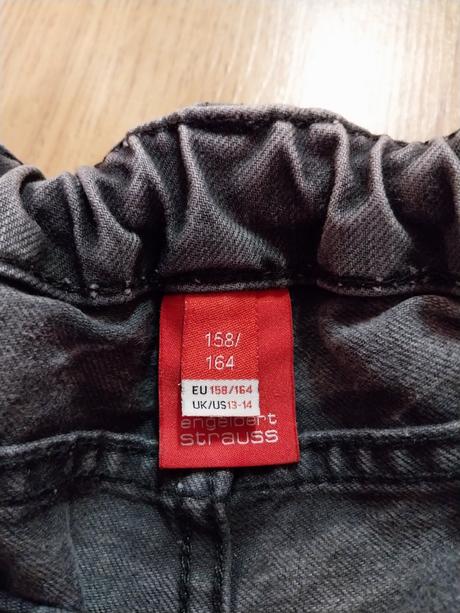 158/
164
EU 158/164
UK/US 13-14
engelbert
strauss